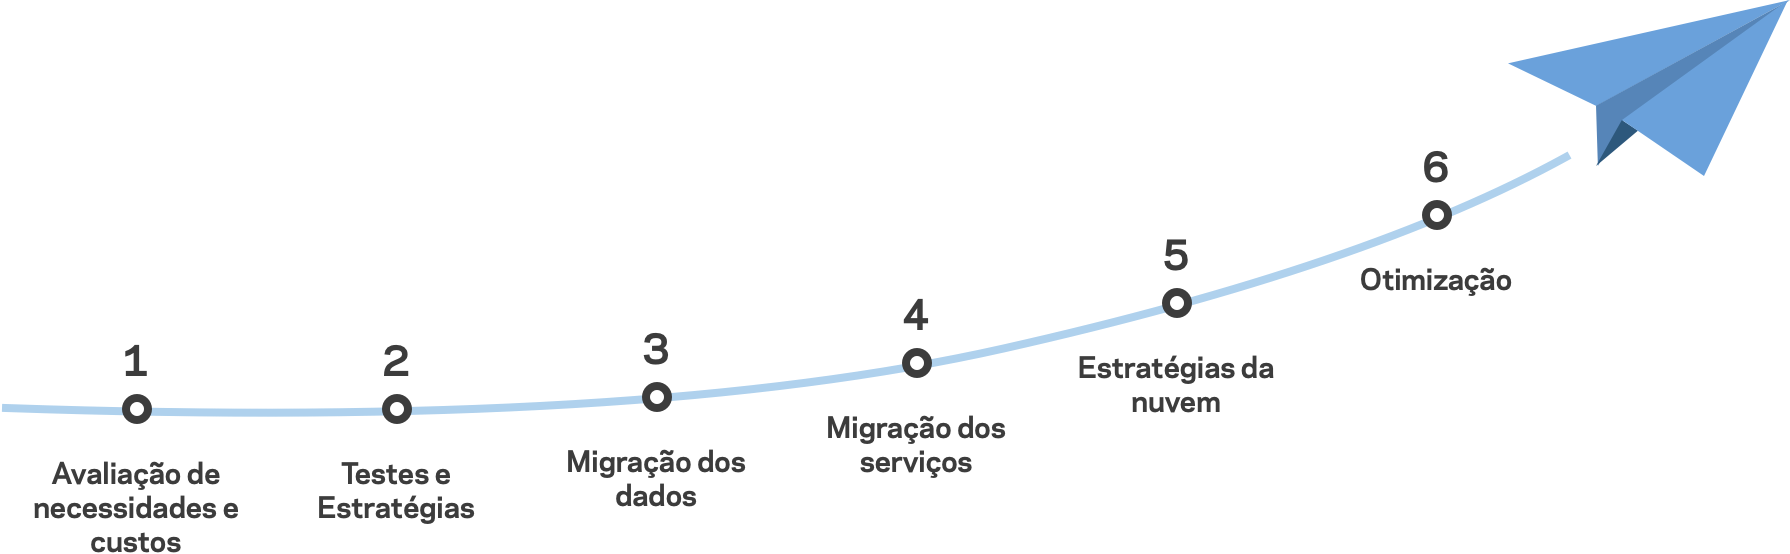 1
Avaliação de
necessidades e
custos
2
Testes e
Estratégias
3
Migração dos
dados
4
Migração dos
serviços
5
Estratégias da
nuvem
6
Otimização